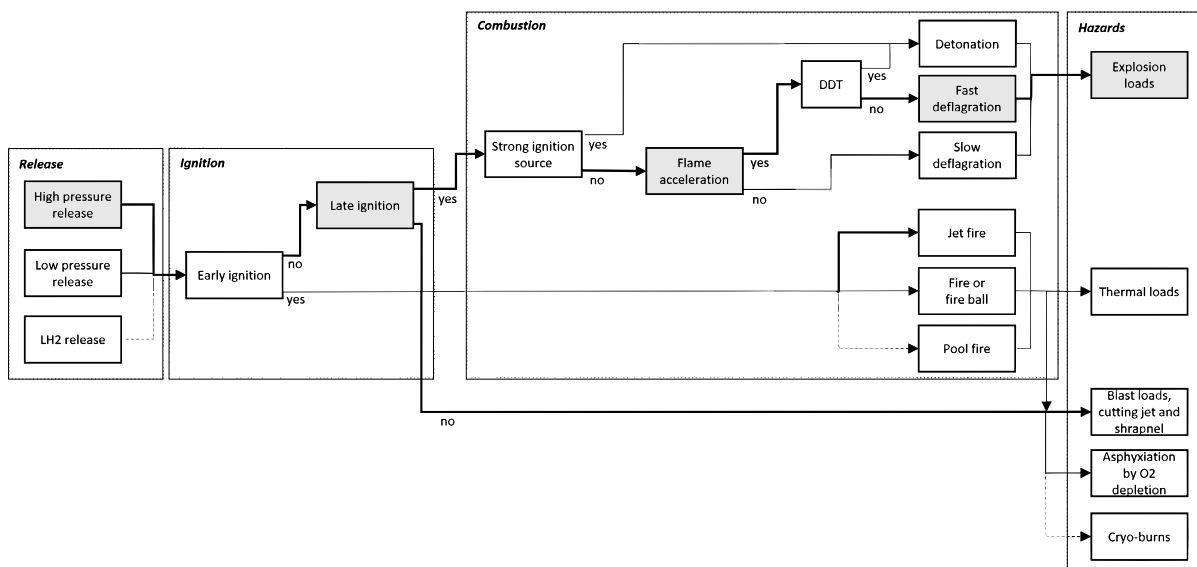 Release
High pressure
release
Low pressure
release
LH2 release
Ignition
Early ignition
no
yes
Late ignition
yes
no
Combustion
Strong ignition
source
yes
no
Flame
acceleration
yes
no
DDT
yes
no
Detonation
Fast
deflagration
Slow
deflagration
Jet fire
Fire or
fire ball
Pool fire
Hazards
Explosion
loads
Thermal loads
Blast loads,
cutting jet and
shrapnel
Asphyxiation
by O2
depletion
Cryo-burns